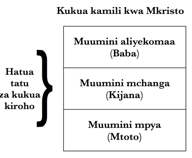 Kukua kamili kwa Mkristo
Muumini aliyekomaa
(Baba)
Hatua
tatu
za kukua
kiroho
Muumini mchanga
(Kijana)
Muumini mpya
(Mtoto)